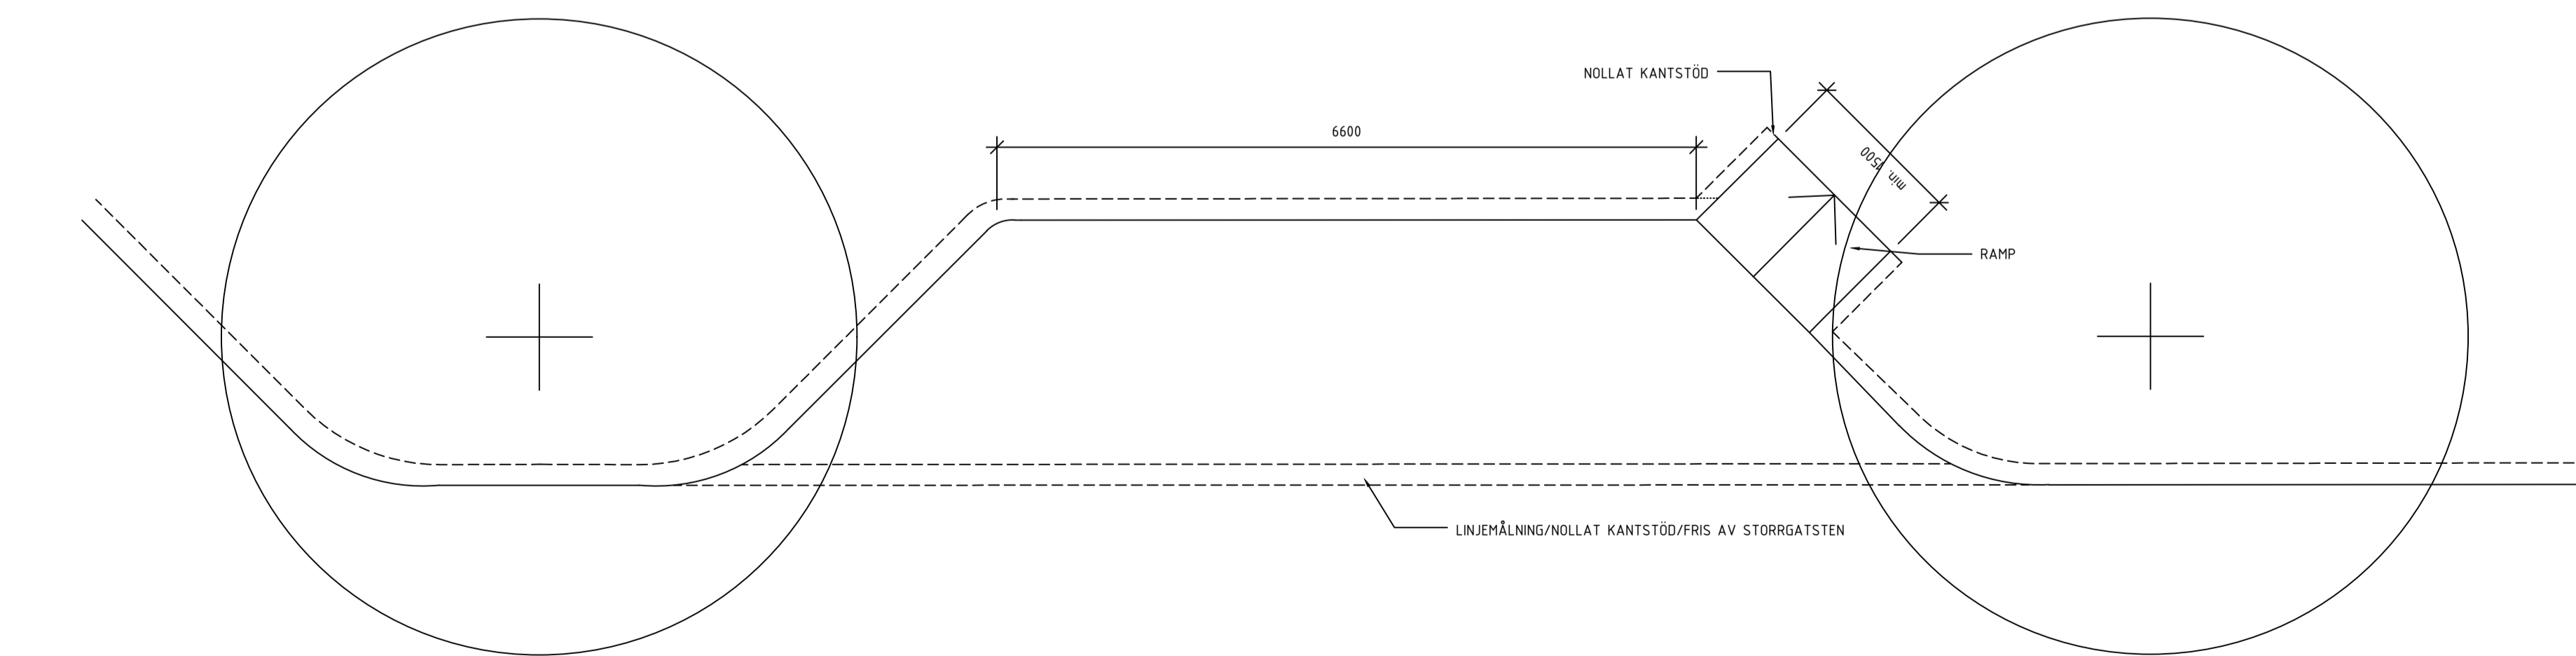 NOLLAT KANTSTÖD
6600
min. 1500
RAMP
LINJEMÅLNING/NOLLAT KANTSTÖD/FRIS AV STORRGATSTEN